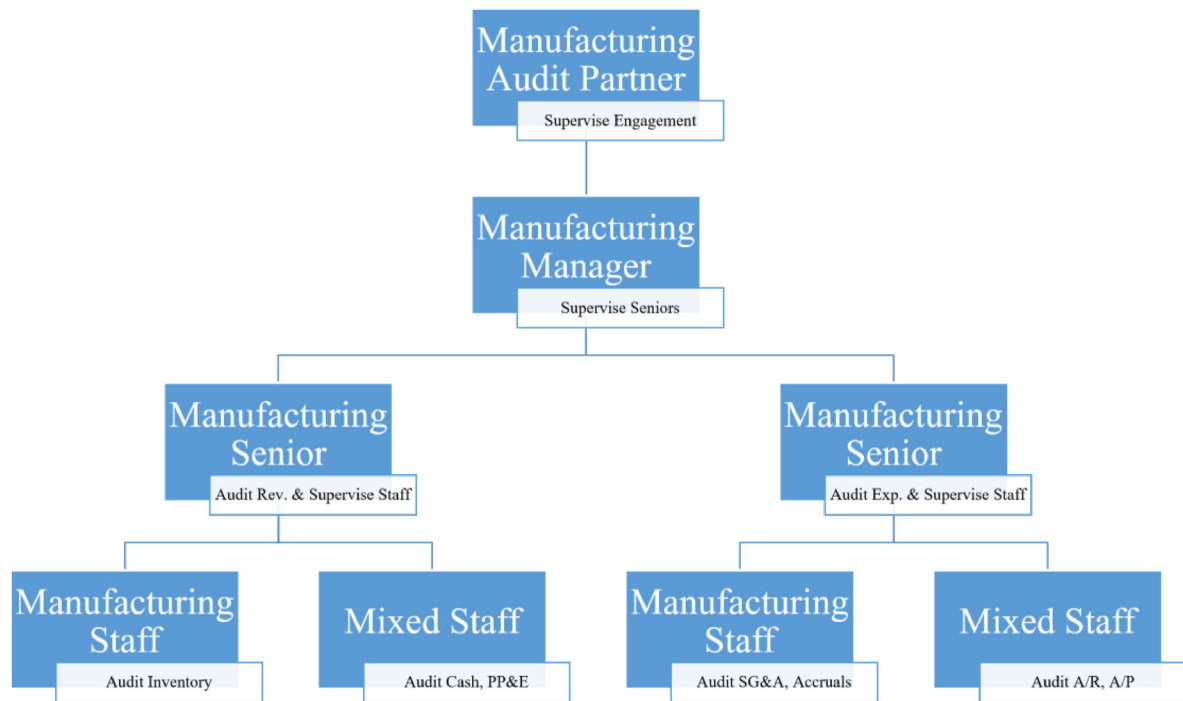 Manufacturing
Audit Partner
Supervise Engagement
Manufacturing
Manager
Supervise Seniors
Manufacturing
Senior
Audit Rev. & Supervise Staff
Manufacturing
Senior
Audit Exp. & Supervise Staff
Manufacturing
Staff
Audit Inventory
Mixed Staff
Audit Cash, PP&E
Manufacturing
Staff
Audit SG&A, Accruals
Mixed Staff
Audit A/R, A/P